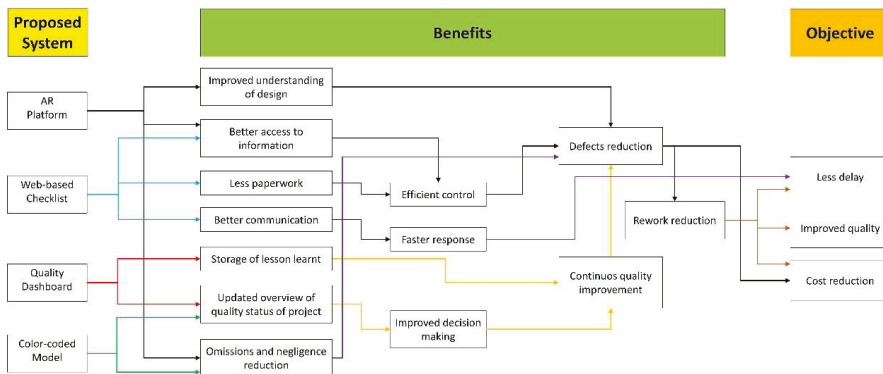 Proposed
System
Benefits
Objective
AR
Platform
Web-based
Checklist
Quality
Dashboard
Color-coded
Model
Improved understanding
of design
Better access to
information
Less paperwork
Better communication
Storage of lesson learnt
Updated overview of
quality status of project
Omissions and negligence
reduction
Efficient control
Faster response
Improved decision
making
Defects reduction
Continuos quality
improvement
Rework reduction
Less delay
Improved quality
Cost reduction